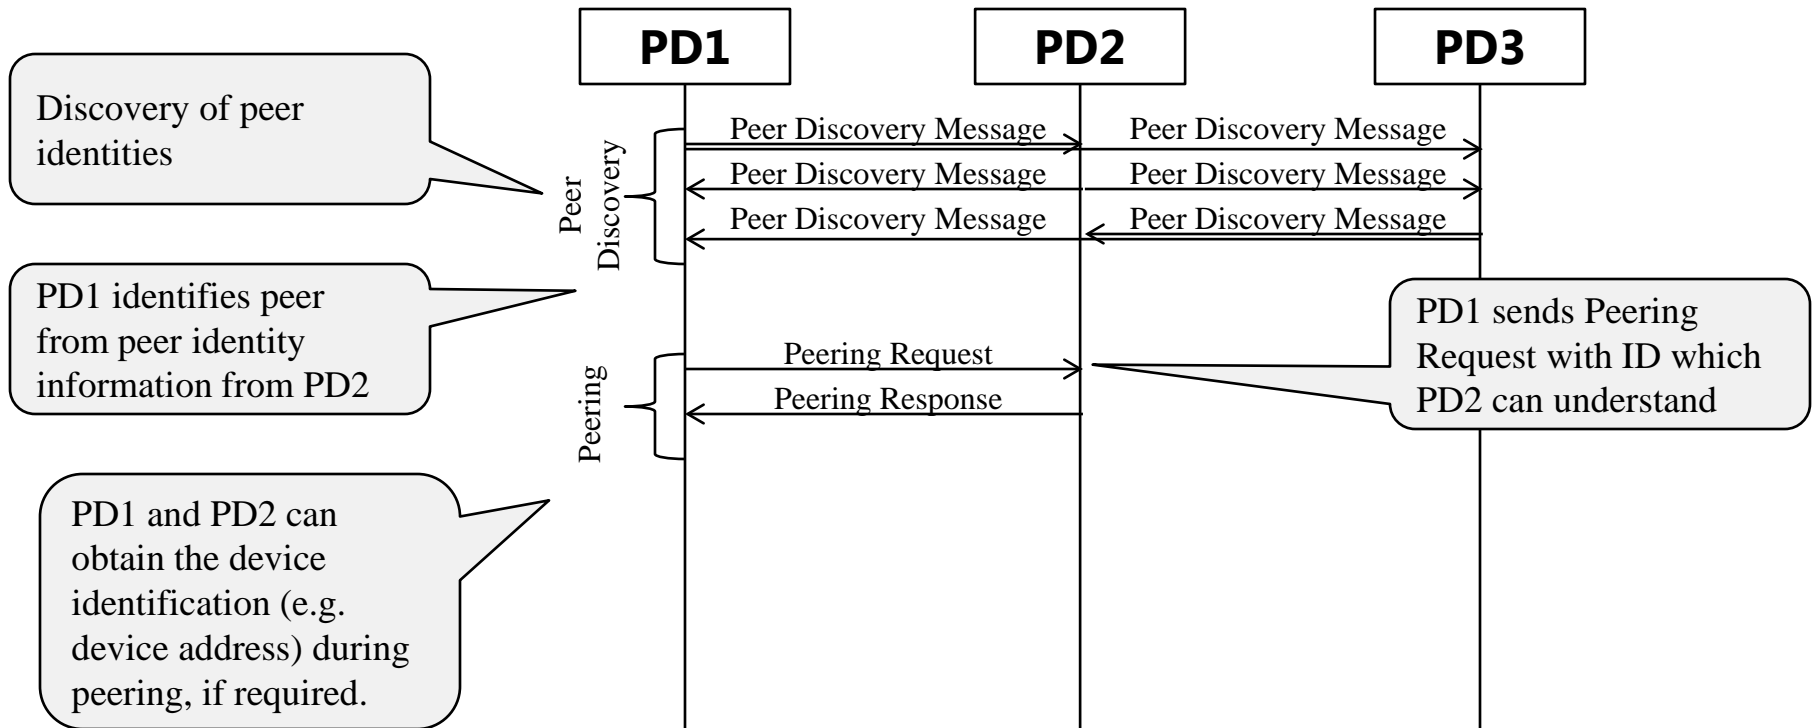 PD1
PD2
PD3
Discovery of peer
identities
Peer
Discovery
Peer Discovery Message
Peer Discovery Message
Peer Discovery Message
Peer Discovery Message
Peer Discovery Message
Peer Discovery Message
PD1 identifies peer
from peer identity
information from PD2
PD1 sends Peering
Request with ID which
PD2 can understand
Peering
Peering Request
Peering Response
PD1 and PD2 can
obtain the device
identification (e.g.
device address) during
peering, if required.